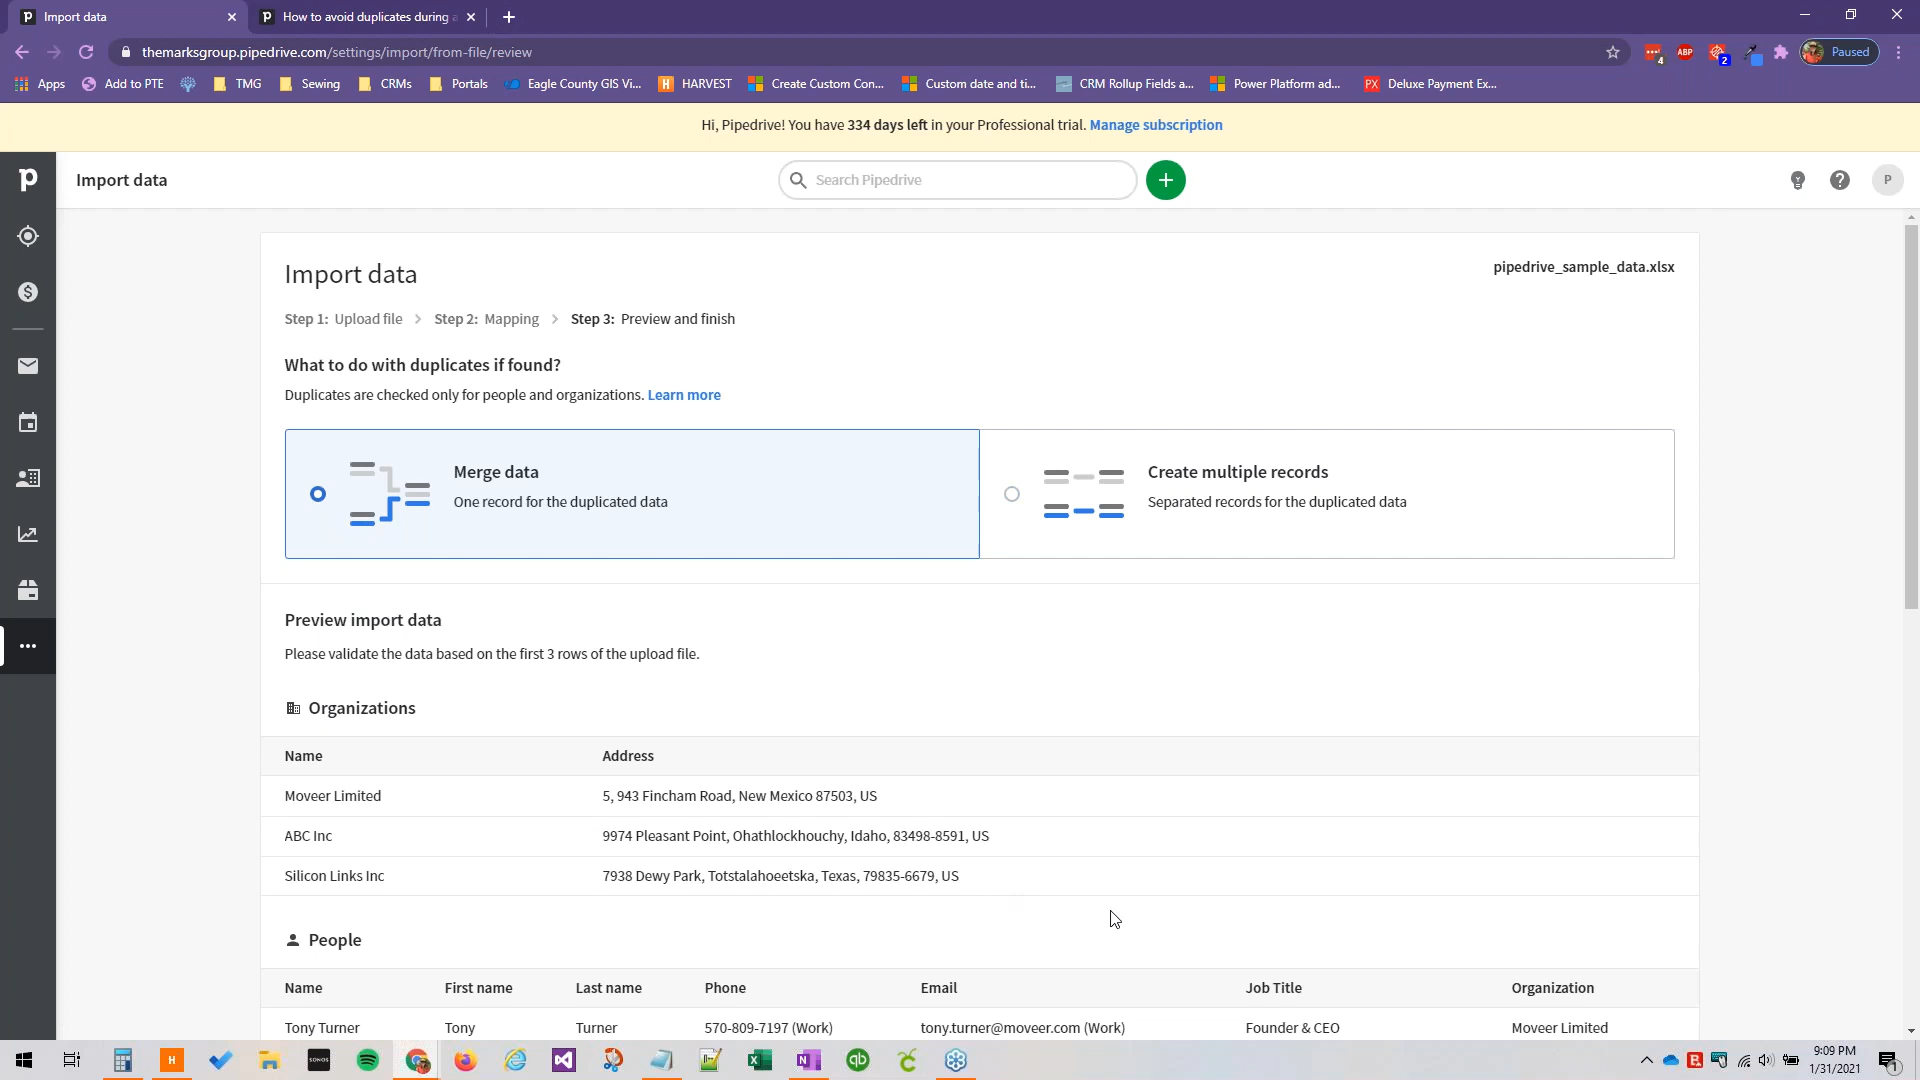 Import data
How to avoid duplicates during a
themarksgroup.pipedrive.com/settings/import/from-file/review
4
ABP
2
Paused
Apps
Add to PTE
TMG
Sewing
CRMs
Portals
Eagle County GIS Vi...
HARVEST
Create Custom Con...
Custom date and ti...
CRM Rollup Fields a...
Power Platform ad...
PX
Deluxe Payment Ex...
Hi, Pipedrive! You have 334 days left in your Professional trial. Manage subscription
Import data
Search Pipedrive
P
Import data
pipedrive_sample_data.xlsx
Step 1: Upload file > Step 2: Mapping > Step 3: Preview and finish
What to do with duplicates if found?
Duplicates are checked only for people and organizations. Learn more
Merge data
One record for the duplicated data
Create multiple records
Separated records for the duplicated data
Preview import data
Please validate the data based on the first 3 rows of the upload file.
Organizations
Name Address
Moveer Limited 5, 943 Fincham Road, New Mexico 87503, US
ABC Inc 9974 Pleasant Point, Ohathlockhouchy, Idaho, 83498-8591, US
Silicon Links Inc 7938 Dewy Park, Totstalahoeetska, Texas, 79835-6679, US
People
Name First name Last name Phone Email Job Title Organization
Tony Turner Tony Turner 570-809-7197 (Work) tony.turner@moveer.com (Work) Founder & CEO Moveer Limited
H
SONOS
N
qb
9:09 PM
1/31/2021
1